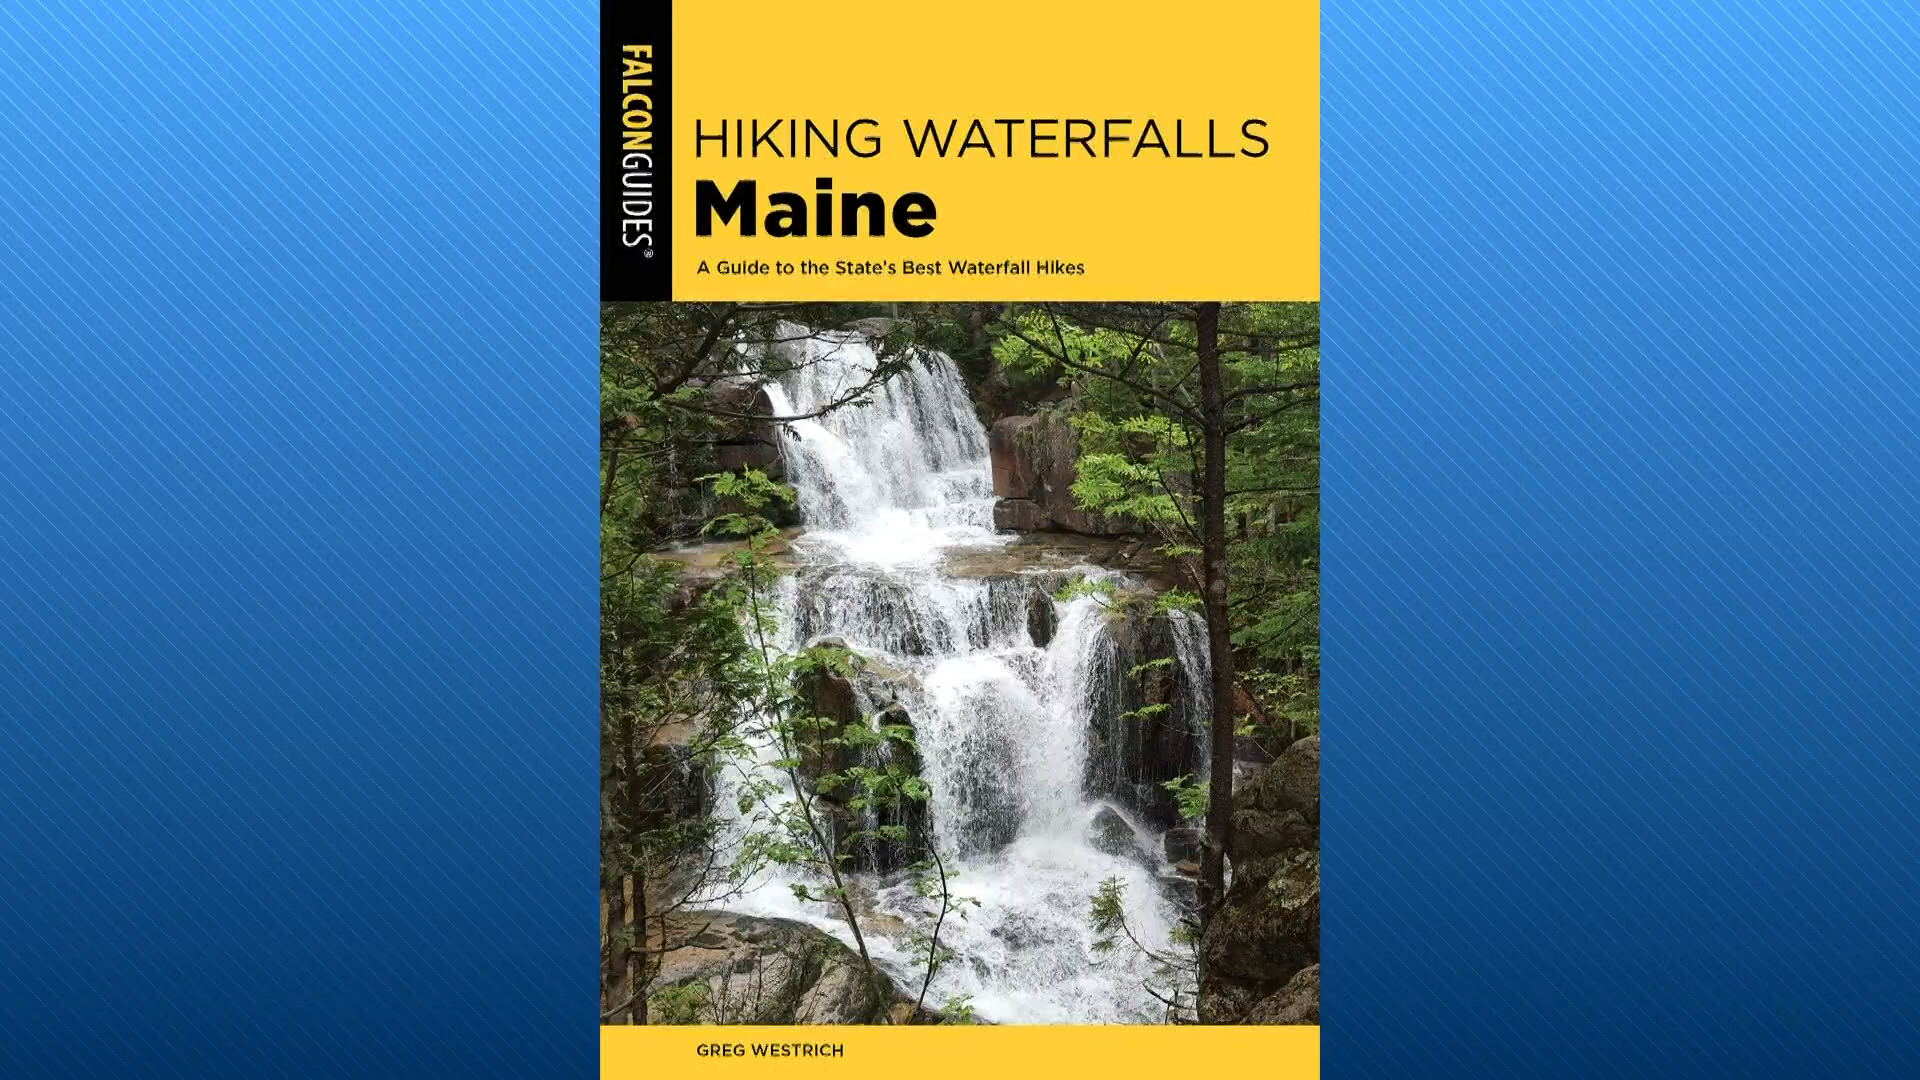 FALCONGUIDES®
HIKING WATERFALLS
Maine
A Guide to the State's Best Waterfall Hikes
GREG WESTRICH